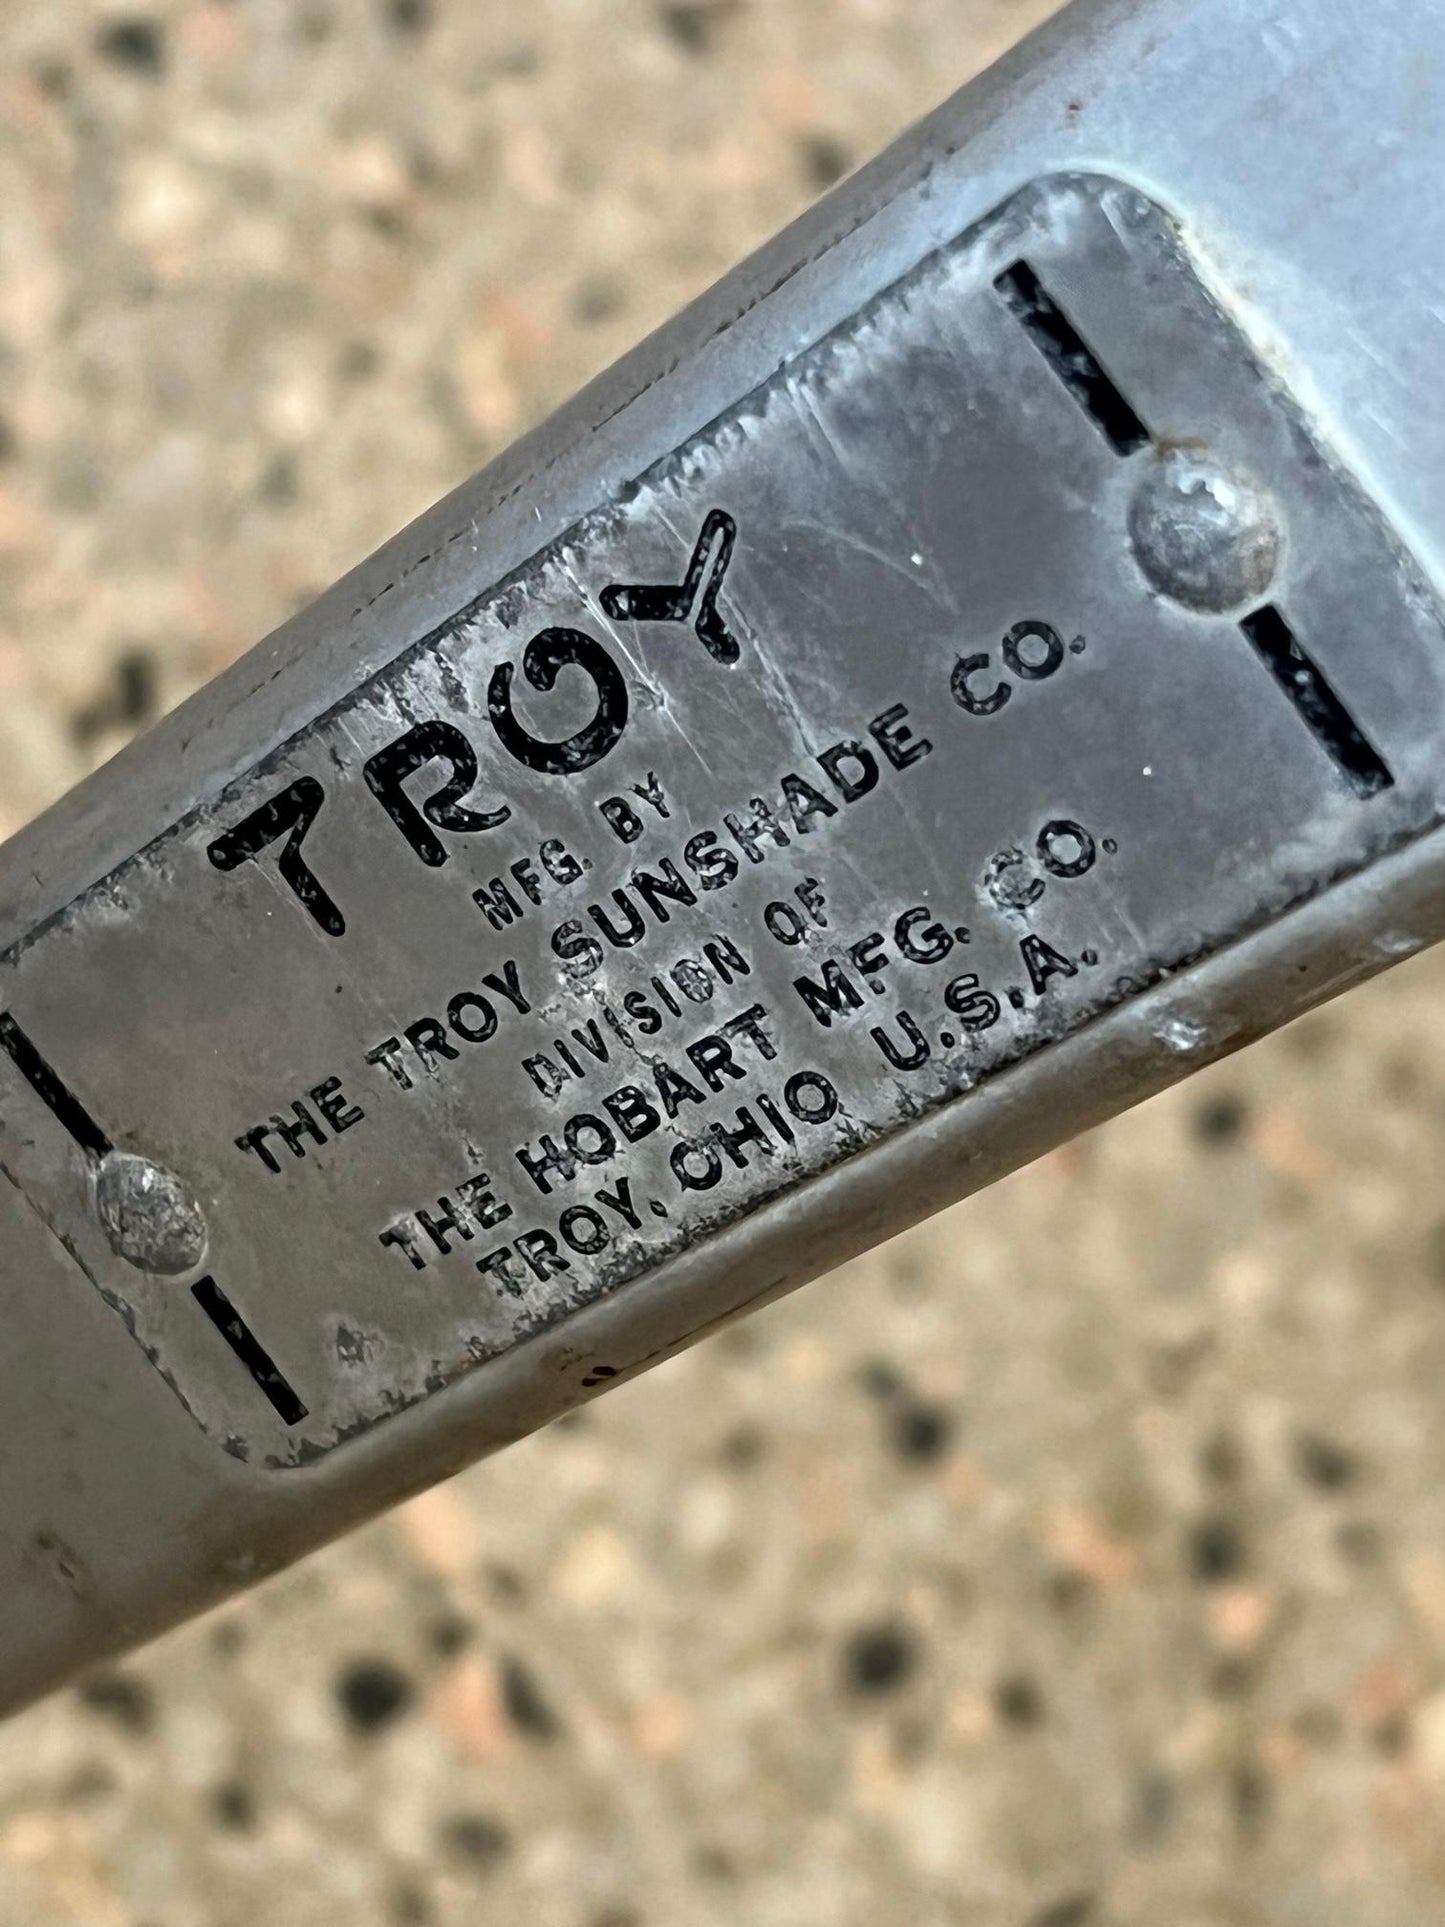 TROY
MFG. BY
THE TROY SUNSHADE CO.
DIVISION OF
THE HOBART MFG. CO.
TROY, OHIO U.S.A.